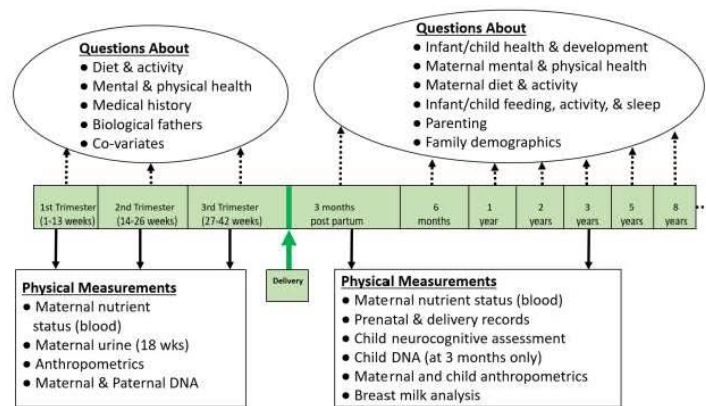 Questions About
● Diet & activity
● Mental & physical health
● Medical history
● Biological fathers
● Co-variates
Questions About
● Infant/child health & development
● Maternal mental & physical health
● Maternal diet & activity
● Infant/child feeding, activity, & sleep
● Parenting
● Family demographics
1st Trimester
(1-13 weeks)
2nd Trimester
(14-26 weeks)
3rd Trimester
(27-42 weeks)
3 months
post partum
6
months
1
year
2
years
3
years
5
years
8
years
Delivery
Physical Measurements
● Maternal nutrient
status (blood)
● Maternal urine (18 wks)
● Anthropometrics
● Maternal & Paternal DNA
Physical Measurements
● Maternal nutrient status (blood)
● Prenatal & delivery records
● Child neurocognitive assessment
● Child DNA (at 3 months only)
● Maternal and child anthropometrics
● Breast milk analysis